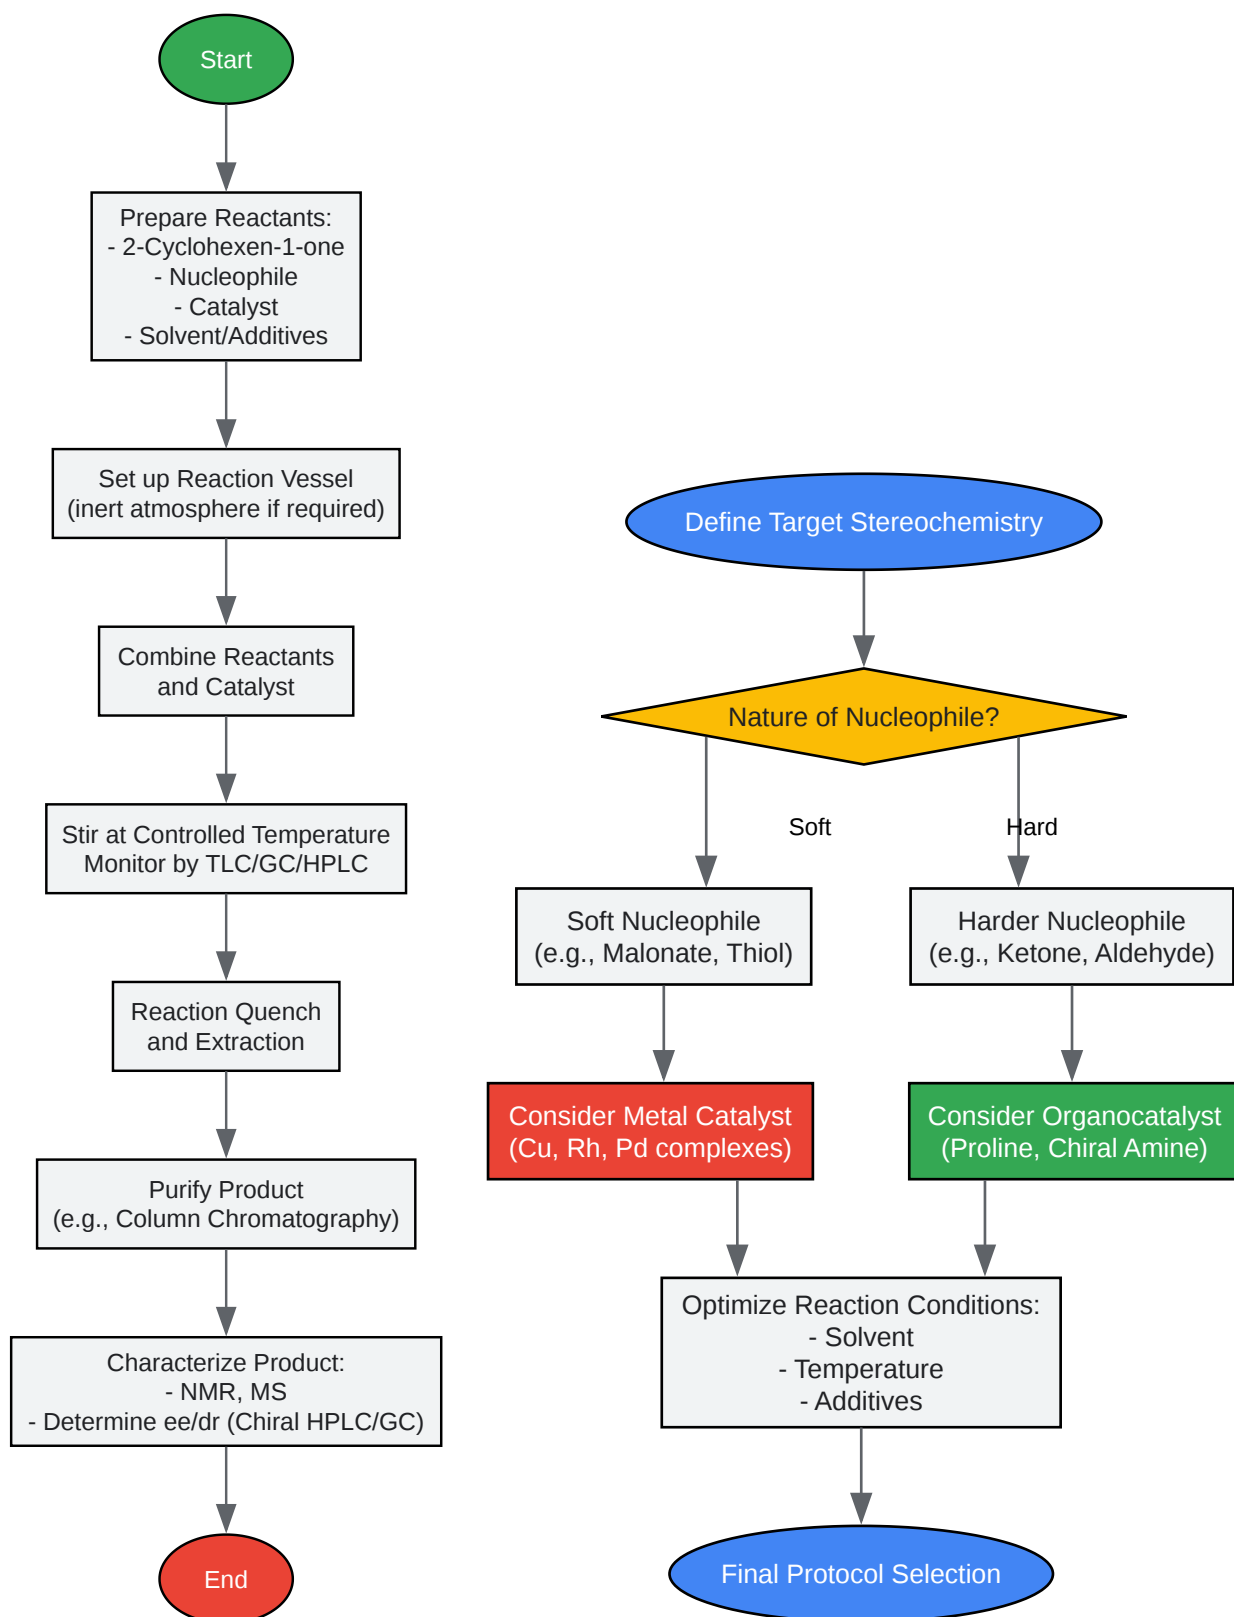 Start
Prepare Reactants:
- 2-Cyclohexen-1-one
- Nucleophile
- Catalyst
- Solvent/Additives
Set up Reaction Vessel
(inert atmosphere if required)
Combine Reactants
and Catalyst
Stir at Controlled Temperature
Monitor by TLC/GC/HPLC
Reaction Quench
and Extraction
Purify Product
(e.g., Column Chromatography)
Characterize Product:
- NMR, MS
- Determine ee/dr (Chiral HPLC/GC)
End
Define Target Stereochemistry
Nature of Nucleophile?
Soft
Hard
Soft Nucleophile
(e.g., Malonate, Thiol)
Harder Nucleophile
(e.g., Ketone, Aldehyde)
Consider Metal Catalyst
(Cu, Rh, Pd complexes)
Consider Organocatalyst
(Proline, Chiral Amine)
Optimize Reaction Conditions:
- Solvent
- Temperature
- Additives
Final Protocol Selection